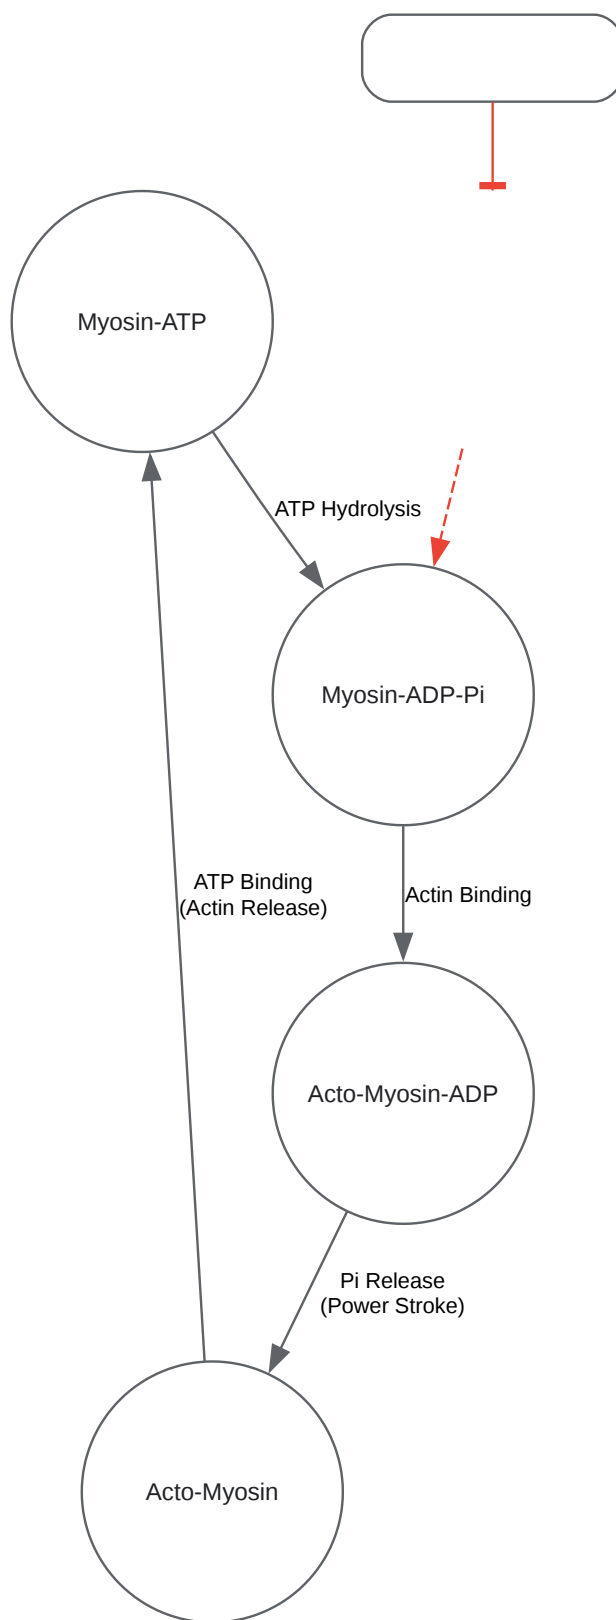 Myosin-ATP
ATP Hydrolysis
Myosin-ADP-Pi
ATP Binding
(Actin Release)
Actin Binding
Acto-Myosin-ADP
Pi Release
(Power Stroke)
Acto-Myosin